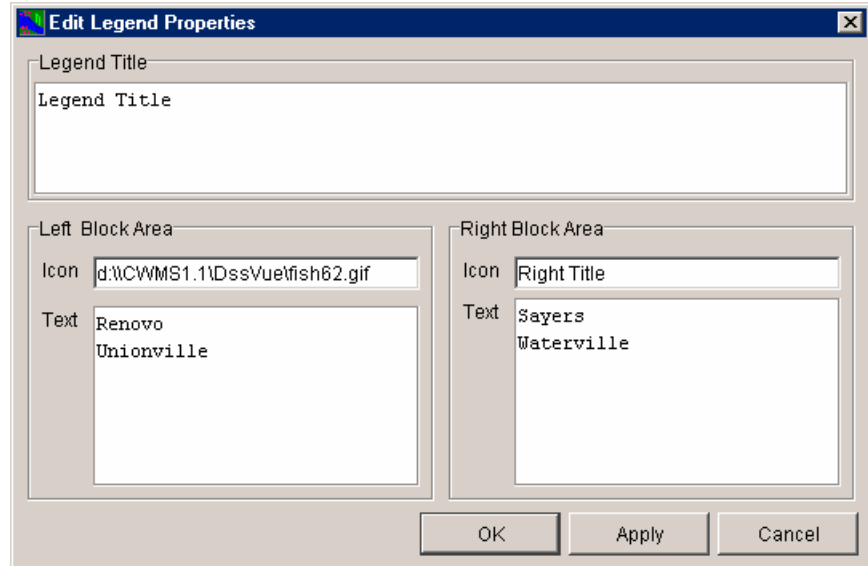 Edit Legend Properties
Legend Title
Legend Title
Left Block Area
Icon d:\\CWMS1.1\DssVue\fish62.gif
Text Renovo
Unionville
Right Block Area
Icon Right Title
Text Sayers
Waterville
OK Apply Cancel